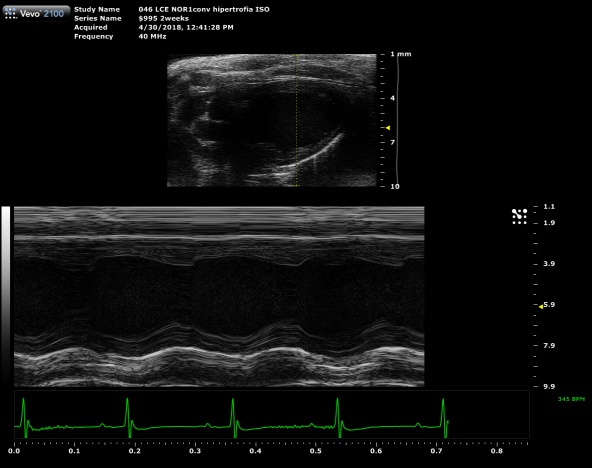 Vevo 2100
Study Name 046 LCE NOR1conv hipertrofia ISO
Series Name $995 2weeks
Acquired 4/30/2018, 12:41:28 PM
Frequency 40 MHz
1 mm
4
7
10
1.1
1.9
3.9
5.9
7.9
9.9
345 BPM
0.0 0.1 0.2 0.3 0.4 0.5 0.6 0.7 0.8